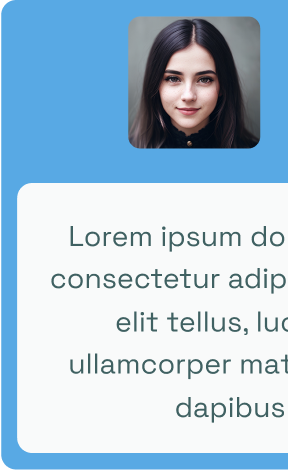 Lorem ipsum do
consectetur adip
elit tellus, luc
ullamcorper mat
dapibus